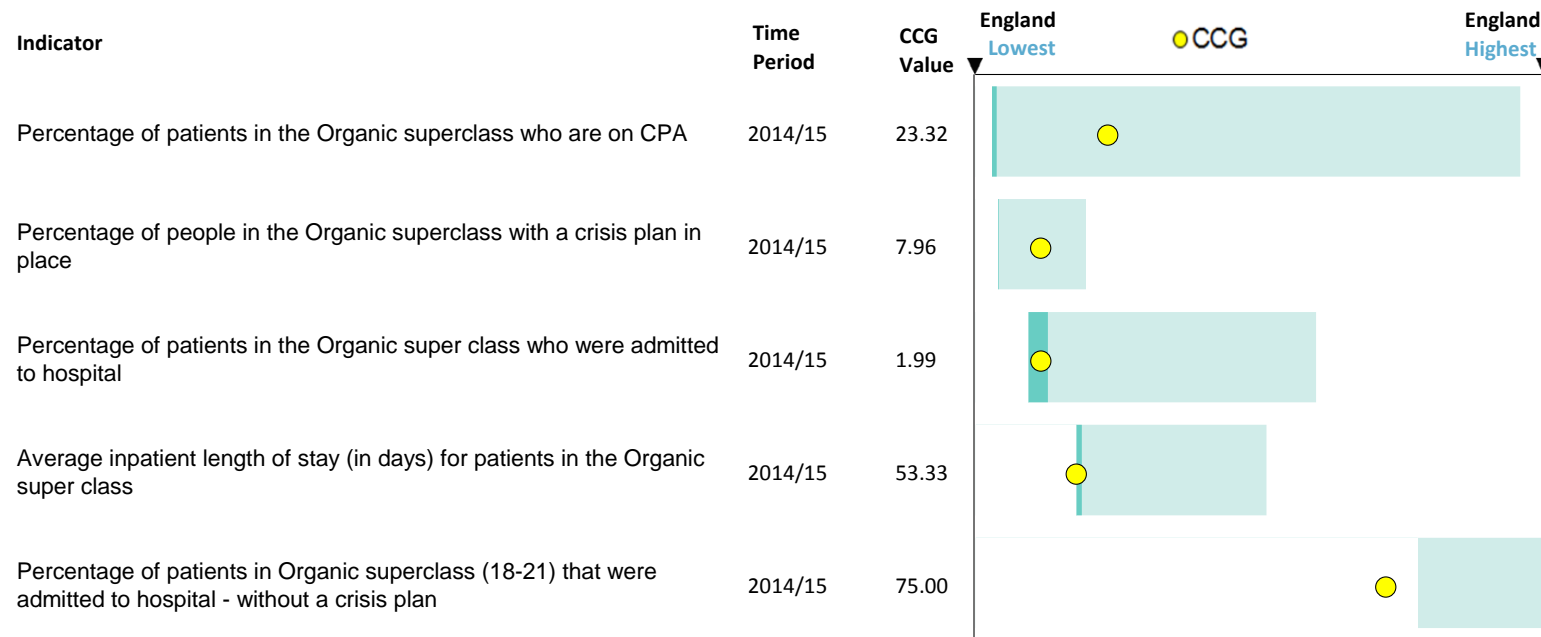 Indicator
Time
Period
CCG
Value
England
Lowest
CCG
England
Highest
Percentage of patients in the Organic superclass who are on CPA
2014/15
23.32
Percentage of people in the Organic superclass with a crisis plan in
place
2014/15
7.96
Percentage of patients in the Organic super class who were admitted
to hospital
2014/15
1.99
Average inpatient length of stay (in days) for patients in the Organic
super class
2014/15
53.33
Percentage of patients in Organic superclass (18-21) that were
admitted to hospital - without a crisis plan
2014/15
75.00